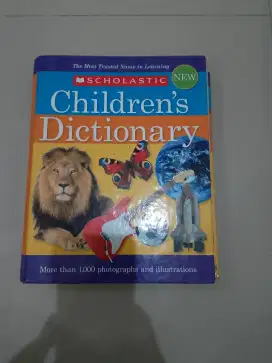 The Most Trusted Name in Learning
SCHOLASTIC
NEW
Children's
Dictionary
More than 1,000 photographs and illustrations